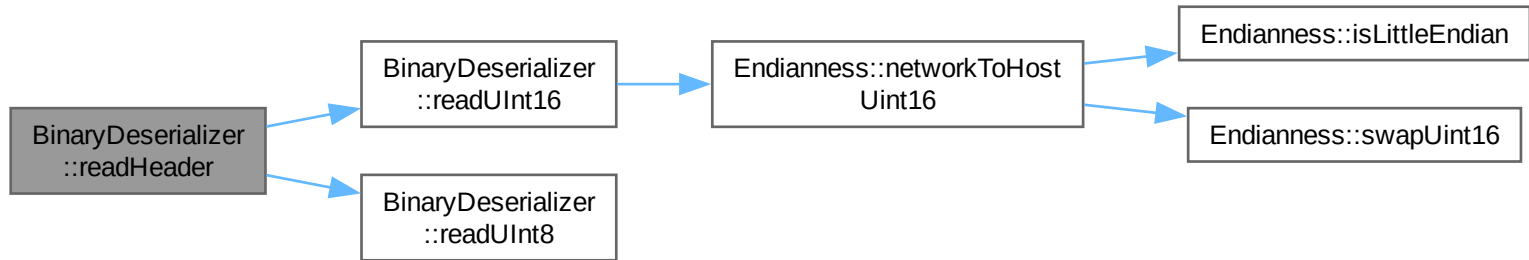 BinaryDeserializer
::readHeader
BinaryDeserializer
::readUInt16
BinaryDeserializer
::readUInt8
Endianness::networkToHost
Uint16
Endianness::isLittleEndian
Endianness::swapUint16